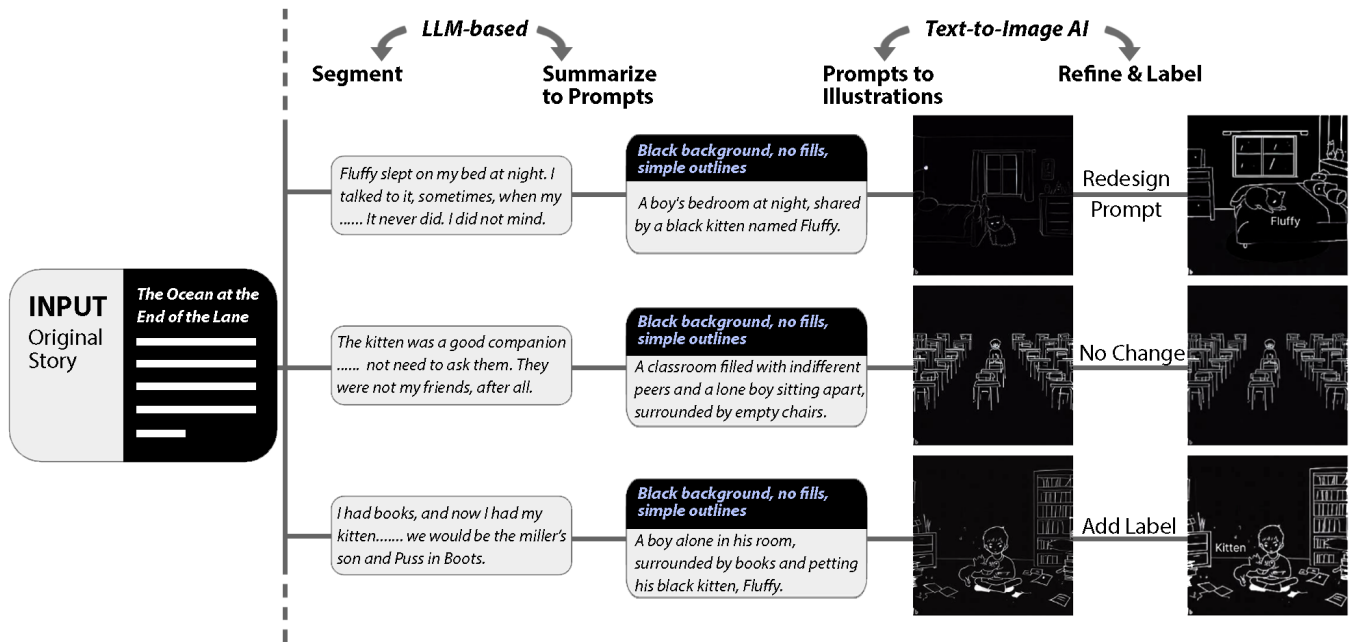 LLM-based
Text-to-Image AI
Segment
Summarize
to Prompts
Prompts to
Illustrations
Refine & Label
INPUT
Original
Story
The Ocean at the
End of the Lane
Fluffy slept on my bed at night. I
talked to it, sometimes, when my
...... It never did. I did not mind.
Black background, no fills,
simple outlines
A boy's bedroom at night, shared
by a black kitten named Fluffy.
Redesign
Prompt
Fluffy
The kitten was a good companion
...... not need to ask them. They
were not my friends, after all.
Black background, no fills,
simple outlines
A classroom filled with indifferent
peers and a lone boy sitting apart,
surrounded by empty chairs.
No Change
I had books, and now I had my
kitten....... we would be the miller's
son and Puss in Boots.
Black background, no fills,
simple outlines
A boy alone in his room,
surrounded by books and petting
his black kitten, Fluffy.
Add Label
Kitten